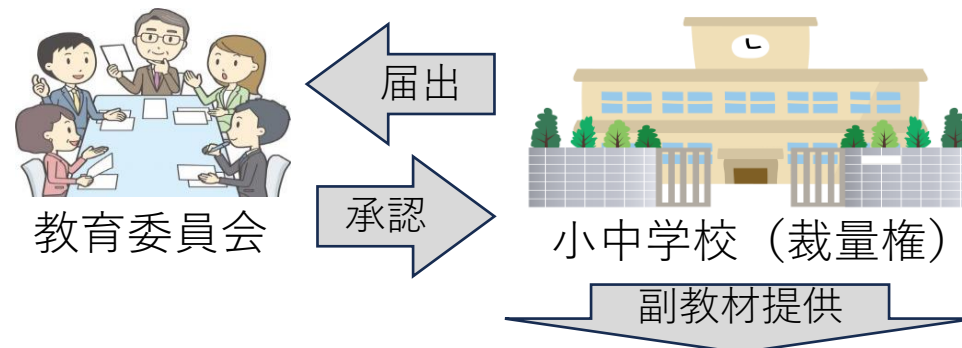 届出
承認
教育委員会
小中学校（裁量権）
副教材提供